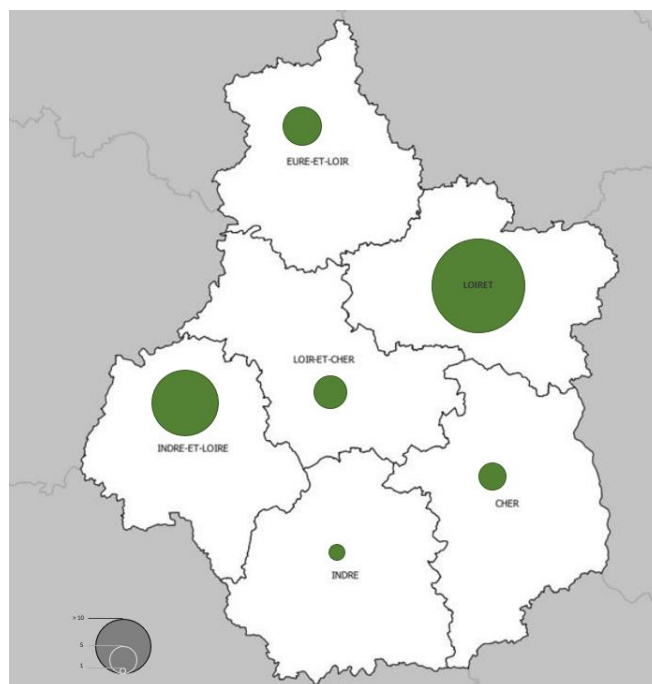 EURE-ET-LOIR
LOIRET
LOIR-ET-CHER
INDRE-ET-LOIRE
CHER
INDRE
> 10
5
1